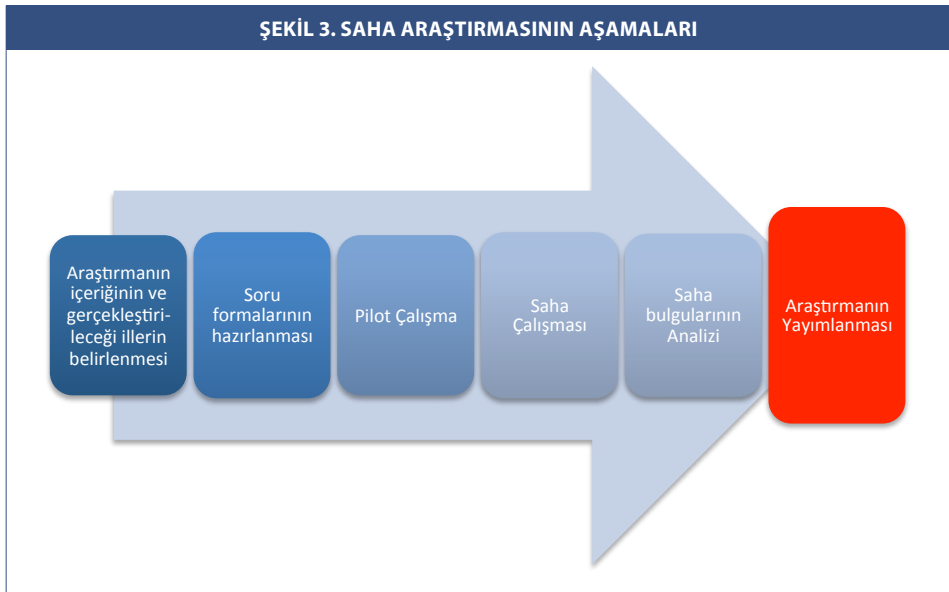 ŞEKİL 3. SAHA ARAŞTIRMASININ AŞAMALARI
Araştırmanın
içeriğinin ve
gerçekleştiri-
leceği illerin
belirlenmesi
Soru
formalarının
hazırlanması
Pilot Çalışma
Saha
Çalışması
Saha
bulgularının
Analizi
Araştırmanın
Yayımlanması